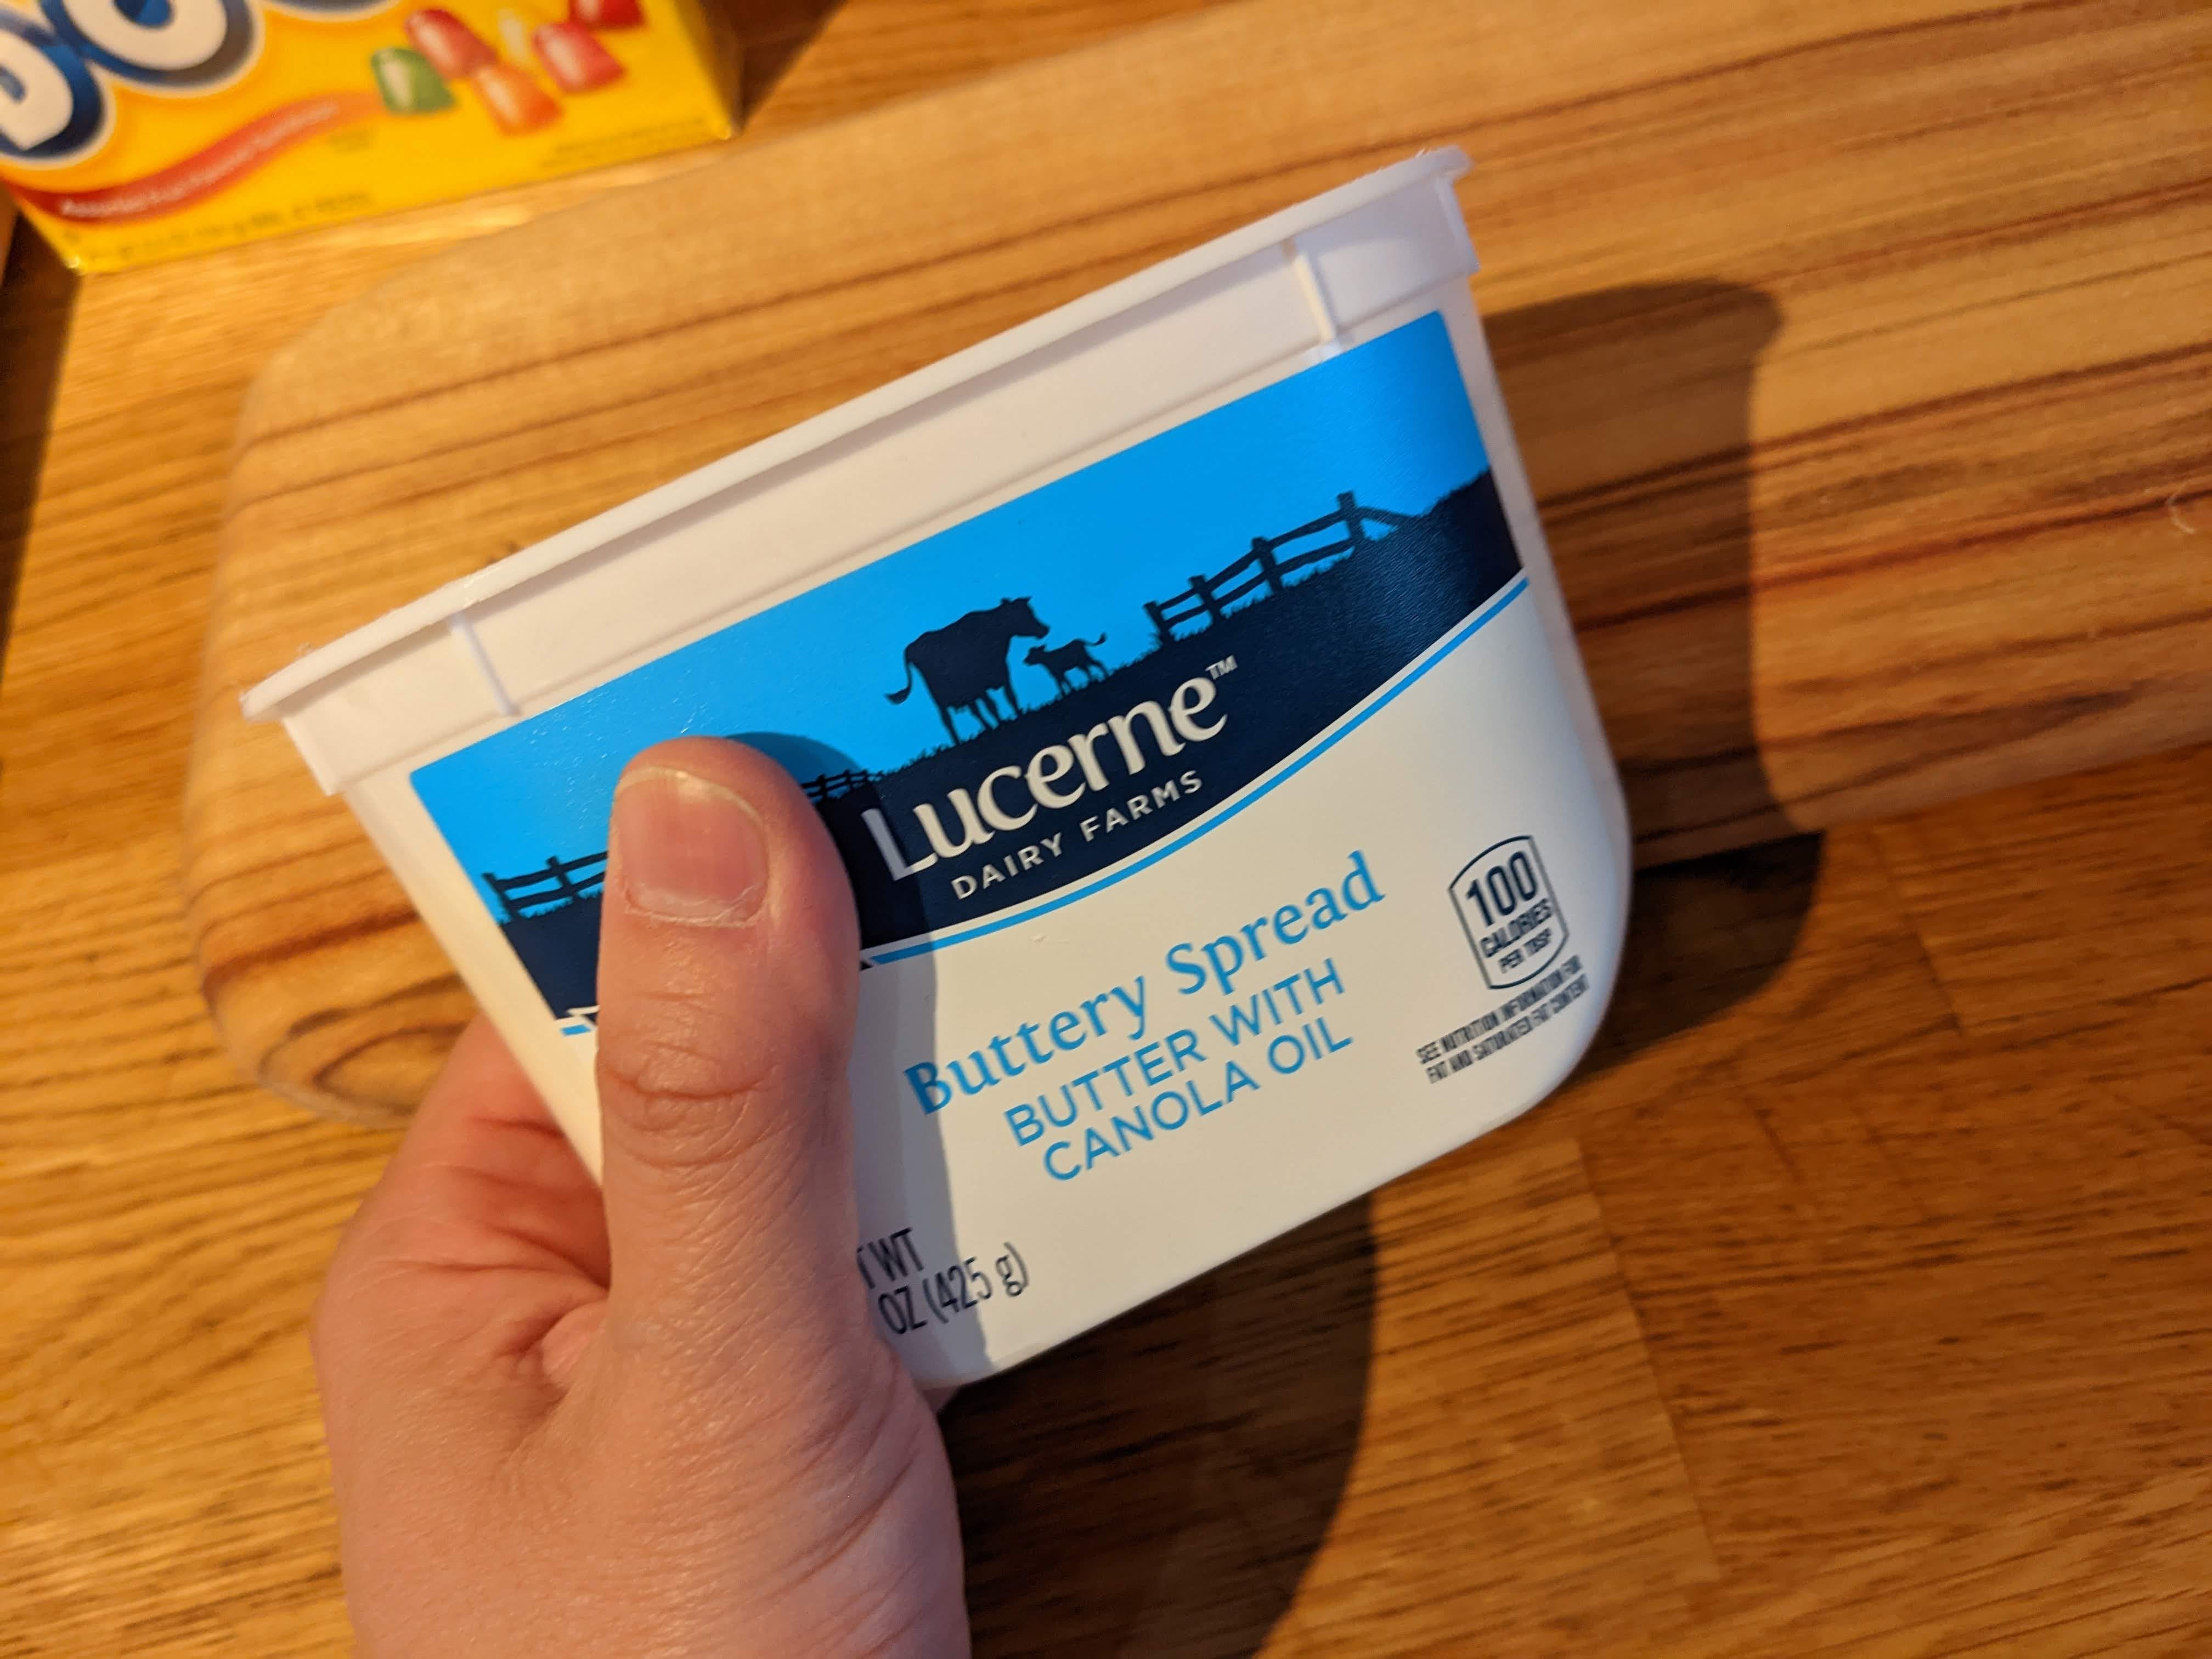 DO
Lucerne™
DAIRY FARMS
Buttery Spread
BUTTER WITH
CANOLA OIL
100
CALORIES
PER TBSP
SEE NUTRITION INFORMATION FOR
FAT AND SATURATED FAT CONTENT
T WT
OZ (425 g)